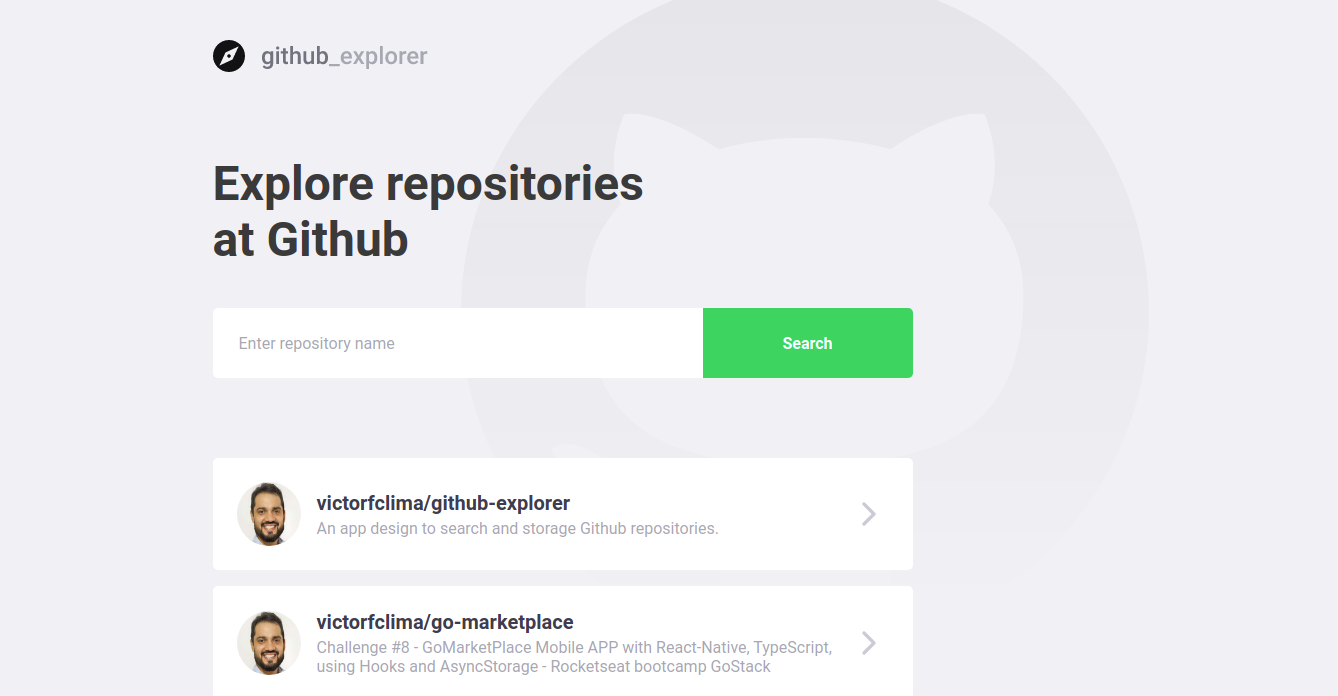 github_explorer
Explore repositories
at Github
Enter repository name
Search
victorfclima/github-explorer
An app design to search and storage Github repositories.
victorfclima/go-marketplace
Challenge #8 - GoMarketPlace Mobile APP with React-Native, TypeScript,
using Hooks and AsyncStorage - Rocketseat bootcamp GoStack